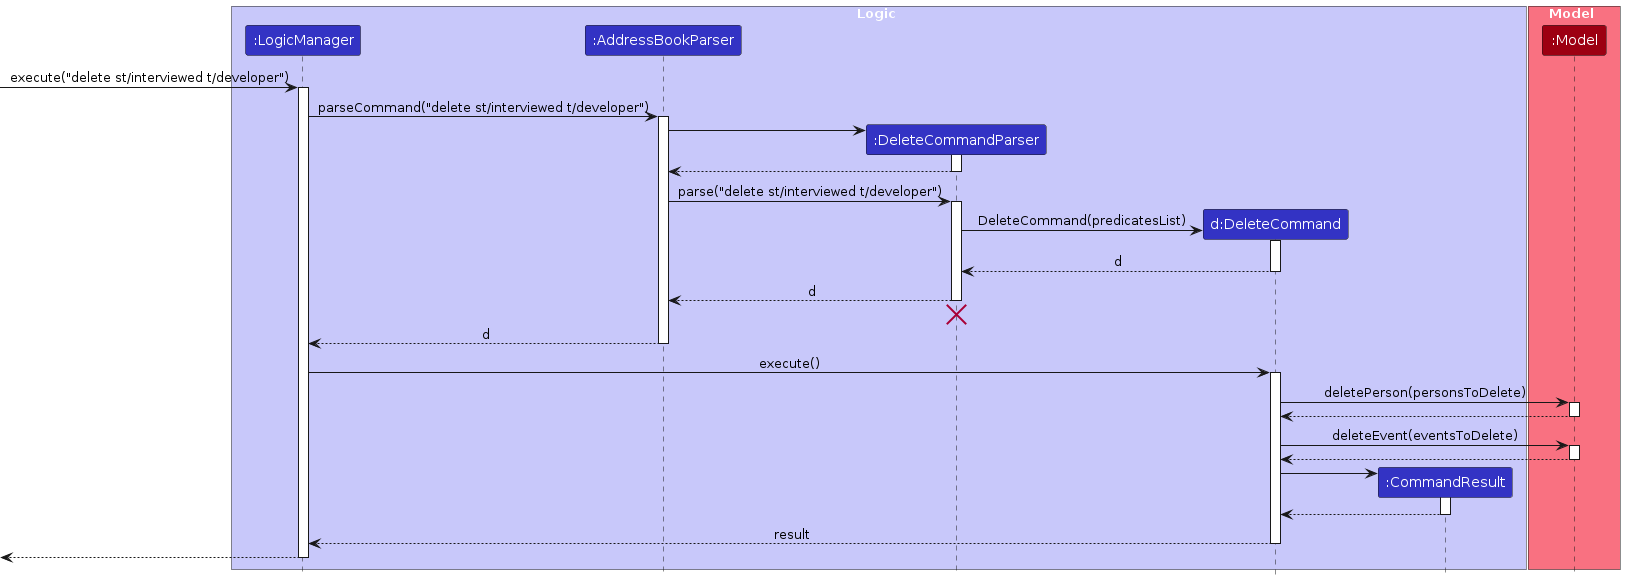 Logic
Model
:LogicManager
:AddressBookParser
:Model
execute("delete st/interviewed t/developer")
parseCommand("delete st/interviewed t/developer")
:DeleteCommandParser
parse("delete st/interviewed t/developer")
DeleteCommand(predicatesList)
d:DeleteCommand
d
d
d
execute()
deletePerson(personsToDelete)
deleteEvent(eventsToDelete)
:CommandResult
result